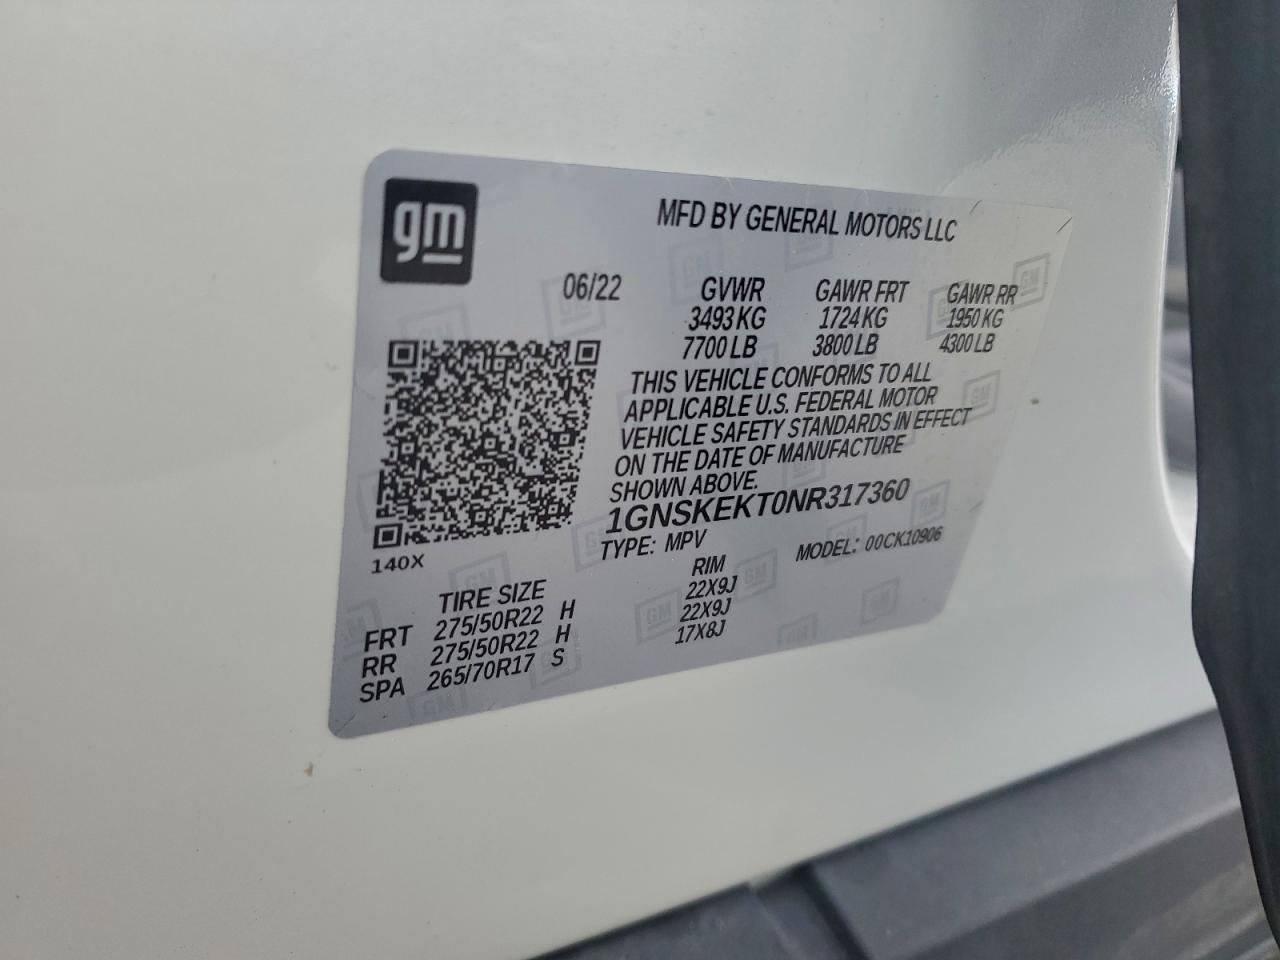 gm
MFD BY GENERAL MOTORS LLC
06/22 GVWR GAWR FRT GAWR RR
3493 KG 1724 KG 1950 KG
7700 LB 3800 LB 4300 LB
THIS VEHICLE CONFORMS TO ALL
APPLICABLE U.S. FEDERAL MOTOR
VEHICLE SAFETY STANDARDS IN EFFECT
ON THE DATE OF MANUFACTURE
SHOWN ABOVE.
1GNSKEKT0NR317360
TYPE: MPV MODEL: 00CK10906
140X
TIRE SIZE RIM
FRT 275/50R22 H 22X9J
RR 275/50R22 H 22X9J
SPA 265/70R17 S 17X8J